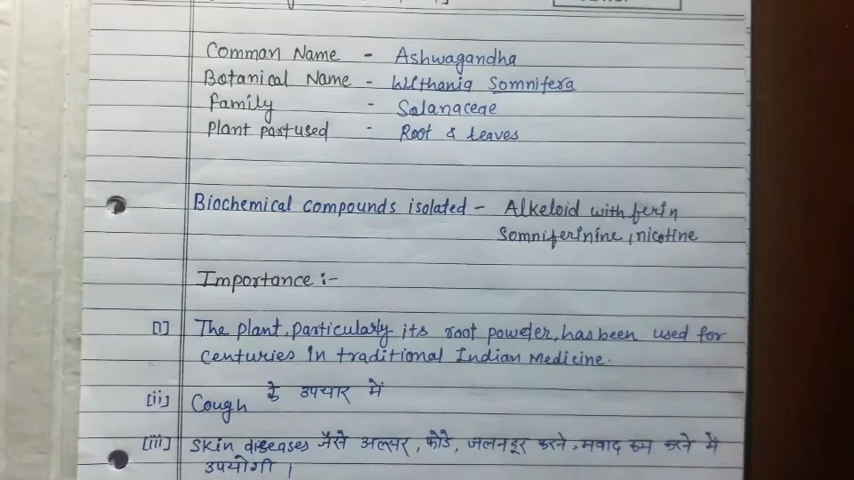 Comman Name - Ashwagandha
Botanical Name - Withania Somnifera
Family - Solanaceae
Plant part used - Root & Leaves
Biochemical compounds isolated - Alkeloid with ferin
Somniferinine, nicotine
Importance :-
[i] The plant, particularly its root powder, has been used for
centuries in traditional Indian Medicine.
[ii] Cough के उपचार में
[iii] Skin diseases जैसे अल्सर, फोडे, जलन दूर करने, मवाद कम करने में
उपयोगी ।